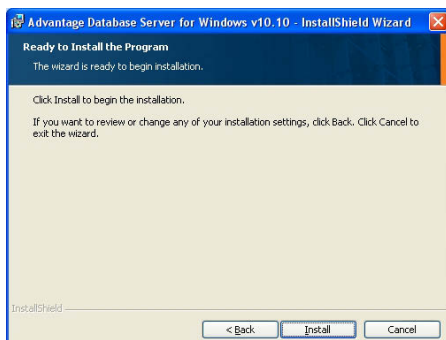 Advantage Database Server for Windows v10.10 - InstallShield Wizard
Ready to Install the Program
The wizard is ready to begin installation.
Click Install to begin the installation.
If you want to review or change any of your installation settings, click Back. Click Cancel to
exit the wizard.
InstallShield
< Back Install Cancel